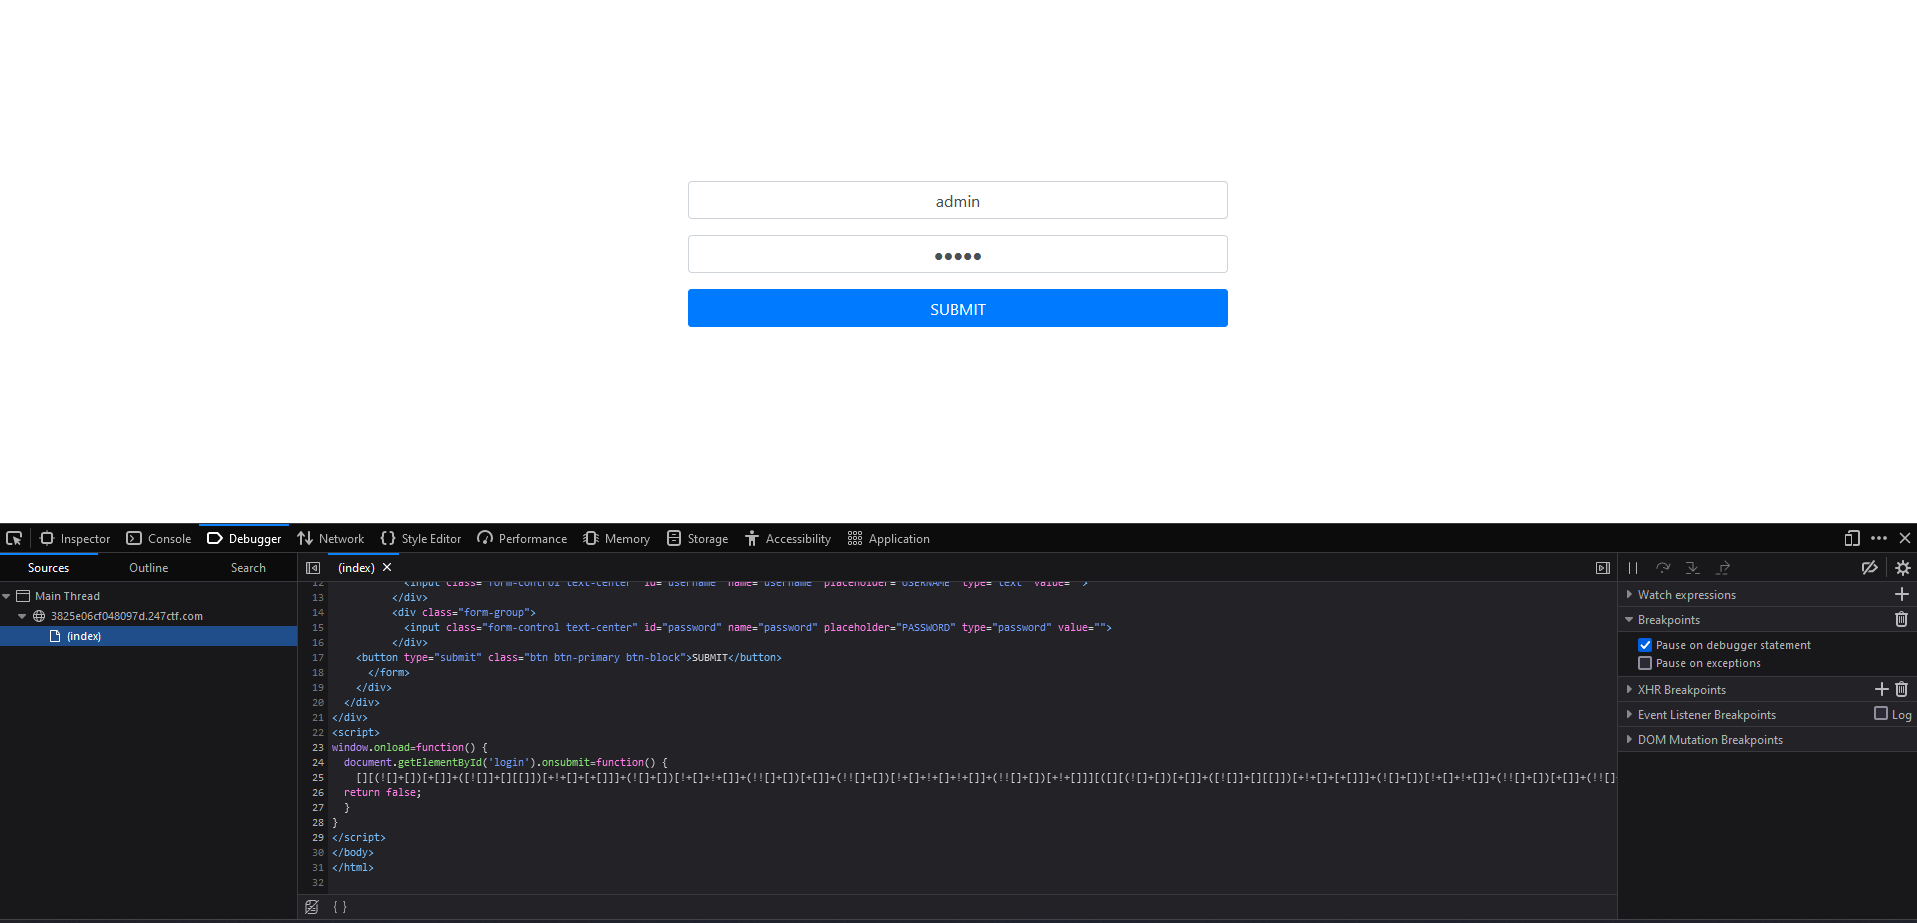 admin
●●●●●
SUBMIT
Inspector Console Debugger Network Style Editor Performance Memory Storage Accessibility Application
Sources Outline Search
Main Thread
3825e06cf048097d.247ctf.com
(index)
(index)
12 <input class="form-control text-center" id="username" name="username" placeholder="USERNAME" type="text" value="">
13 </div>
14 <div class="form-group">
15 <input class="form-control text-center" id="password" name="password" placeholder="PASSWORD" type="password" value="">
16 </div>
17 <button type="submit" class="btn btn-primary btn-block">SUBMIT</button>
18 </form>
19 </div>
20 </div>
21 </div>
22 <script>
23 window.onload=function() {
24 document.getElementById('login').onsubmit=function() {
25 [][(![]+[])[+[]]+([![]]+[][[]])[+!+[]+[+[]]]+(![]+[])[!+[]+!+[]]+(!![]+[])[+[]]+(!![]+[])[!+[]+!+[]+!+[]]+(!![]+[])[+!+[]]][([][(![]+[])[+[]]+([![]]+[][[]])[+!+[]+[+[]]]+(![]+[])[!+[]+!+[]]+(!![]+[])[+[]]+(!![]
26 return false;
27 }
28 }
29 </script>
30 </body>
31 </html>
32
{ }
Watch expressions
Breakpoints
Pause on debugger statement
Pause on exceptions
XHR Breakpoints
Event Listener Breakpoints Log
DOM Mutation Breakpoints